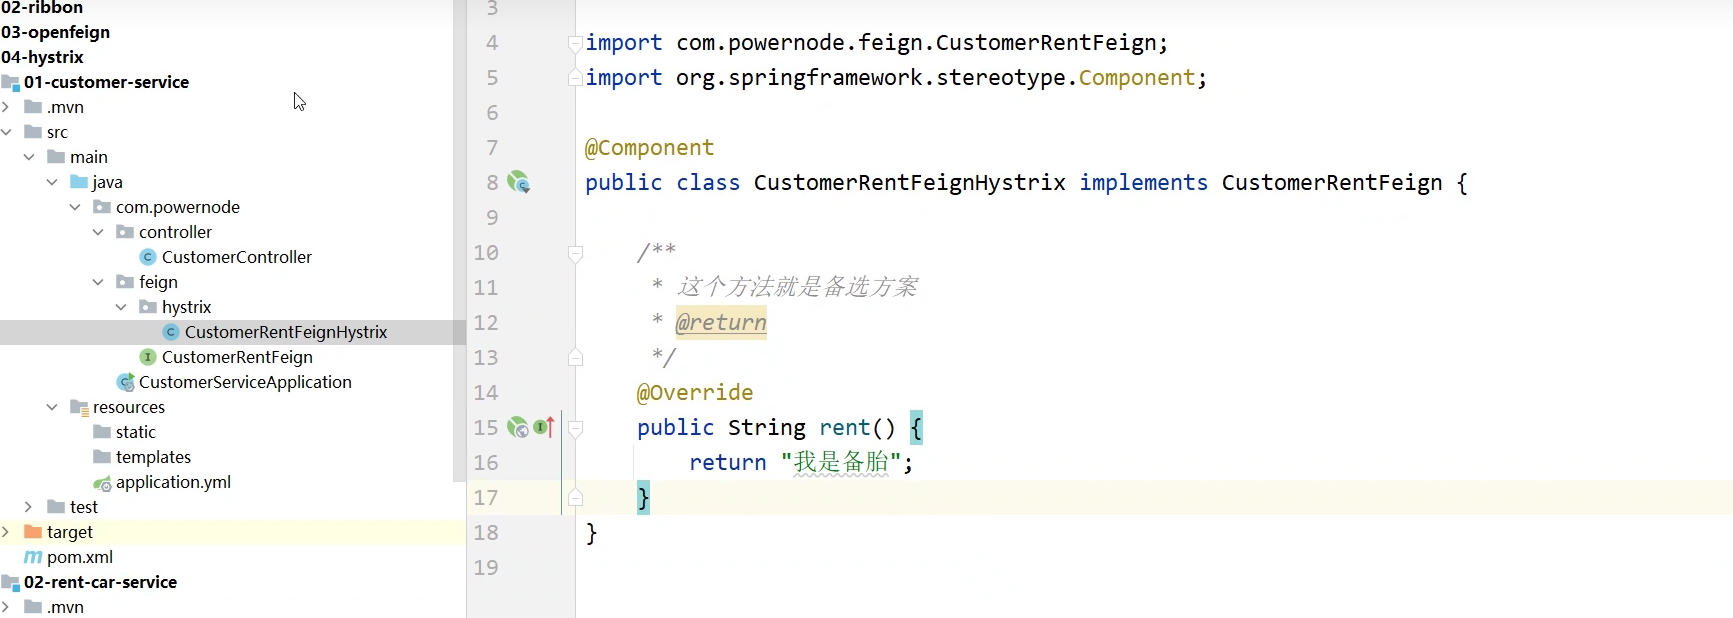 02-ribbon
03-openfeign
04-hystrix
01-customer-service
.mvn
src
main
java
com.powernode
controller
CustomerController
feign
hystrix
CustomerRentFeignHystrix
CustomerRentFeign
CustomerServiceApplication
resources
static
templates
application.yml
test
target
pom.xml
02-rent-car-service
.mvn
3
4 import com.powernode.feign.CustomerRentFeign;
5 import org.springframework.stereotype.Component;
6
7 @Component
8 public class CustomerRentFeignHystrix implements CustomerRentFeign {
9
10 /**
11 * 这个方法就是备选方案
12 * @return
13 */
14 @Override
15 public String rent() {
16 return "我是备胎";
17 }
18 }
19